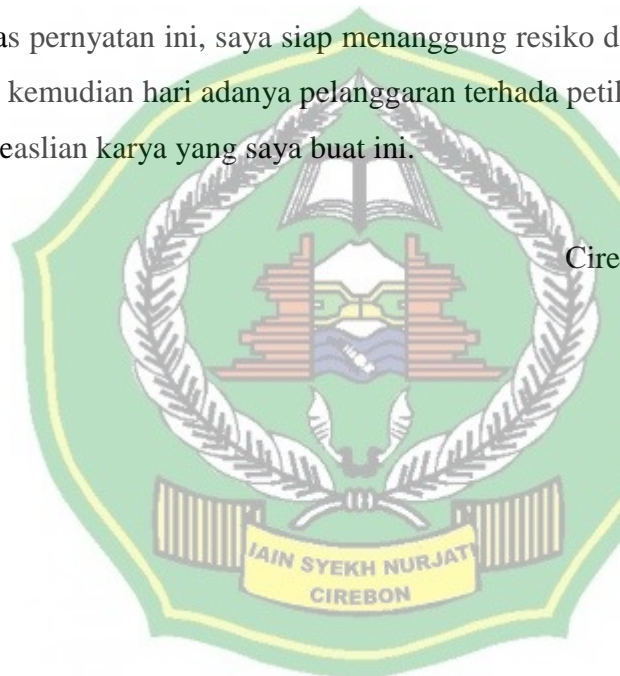 as pernyatan ini, saya siap menanggung resiko d
kemudian hari adanya pelanggaran terhada petil
easlian karya yang saya buat ini.
Cire
IAIN SYEKH NURJATI
CIREBON